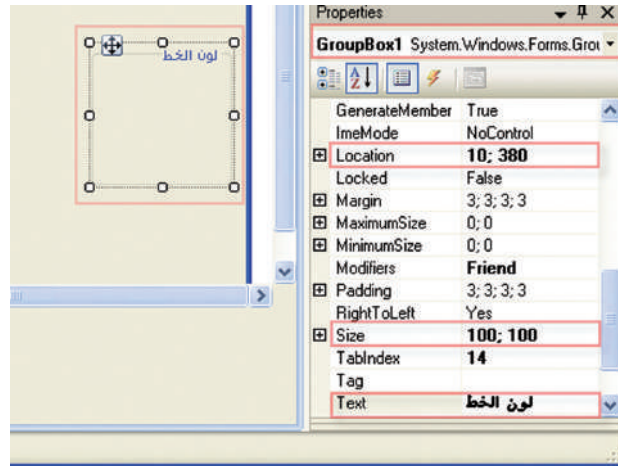 Properties
GroupBox1 System.Windows.Forms.Grou
لون الخط
GenerateMember True
ImeMode NoControl
Location 10; 380
Locked False
Margin 3; 3; 3; 3
MaximumSize 0; 0
MinimumSize 0; 0
Modifiers Friend
Padding 3; 3; 3; 3
RightToLeft Yes
Size 100; 100
TabIndex 14
Tag
Text لون الخط